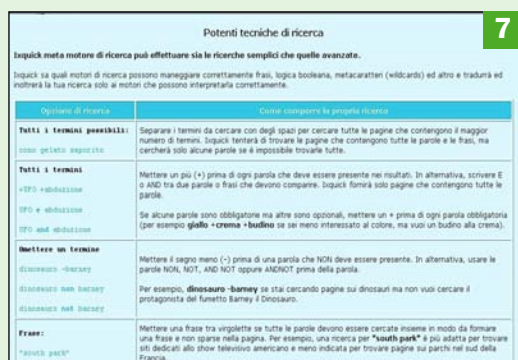 7
Potenti tecniche di ricerca
Ixquick meta motore di ricerca può effettuare sia le ricerche semplici che quelle avanzate.
Ixquick sa quali motori di ricerca possono maneggiare correttamente frasi, logica booleana, metacaratteri (wildcards) ed altro e tradurrà ed
inoltrerà la tua ricerca solo ai motori che possono interpretarla correttamente.
Opzione di ricerca
Come comporre la propria ricerca
Tutti i termini possibili:
cono gelato saporito
Separare i termini da cercare con degli spazi per cercare tutte le pagine che contengono il maggior
numero di termini. Ixquick tenterà di trovare le pagine che contengono tutte le parole e le frasi, ma
cercherà solo alcune parole se è impossibile trovarle tutte.
Tutti i termini
+UFO +abduzione
UFO e abduzione
UFO and abduzione
Mettere un più (+) prima di ogni parola che deve essere presente nei risultati. In alternativa, scrivere E
o AND tra due parole o frasi che devono comparire. Ixquick fornirà solo pagine che contengono tutte le
parole.
Se alcune parole sono obbligatorie ma altre sono opzionali, mettere un + prima di ogni parola obbligatoria
(per esempio giallo +crema +budino se sei meno interessato al colore, ma vuoi un budino alla crema).
Omettere un termine
dinosauro -barney
dinosauro non barney
dinosauro not barney
Mettere il segno meno (-) prima di una parola che NON deve essere presente. In alternativa, usare le
parole NON, NOT, AND NOT oppure ANDNOT prima della parola.
Per esempio, dinosauro -barney se stai cercando pagine sui dinosauri ma non vuoi cercare il
protagonista del fumetto Barney il Dinosauro.
Frase:
"south park"
Mettere una frase tra virgolette se tutte le parole devono essere cercate insieme in modo da formare
una frase e non sparse nella pagina. Per esempio, una ricerca per "south park" è più adatta per trovare
siti dedicati allo show televisivo americano e meno indicata per trovare pagine sui parchi nel sud della
Francia.